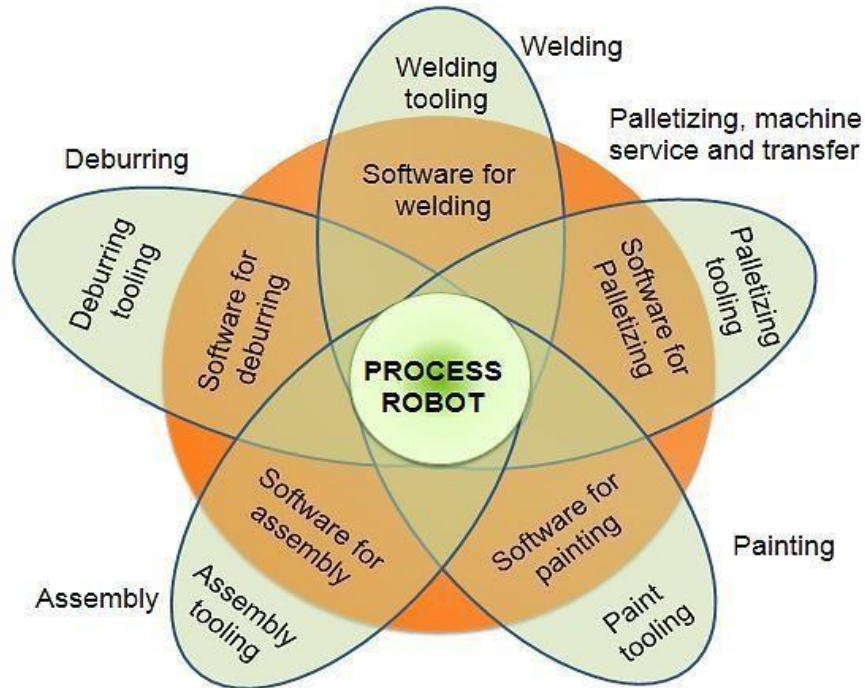 Welding
Welding
tooling
Software for
welding
Palletizing, machine
service and transfer
Palletizing
tooling
Software for
Palletizing
Deburring
Deburring
tooling
Software for
deburring
PROCESS
ROBOT
Software for
assembly
Assembly
tooling
Assembly
Software for
painting
Paint
tooling
Painting